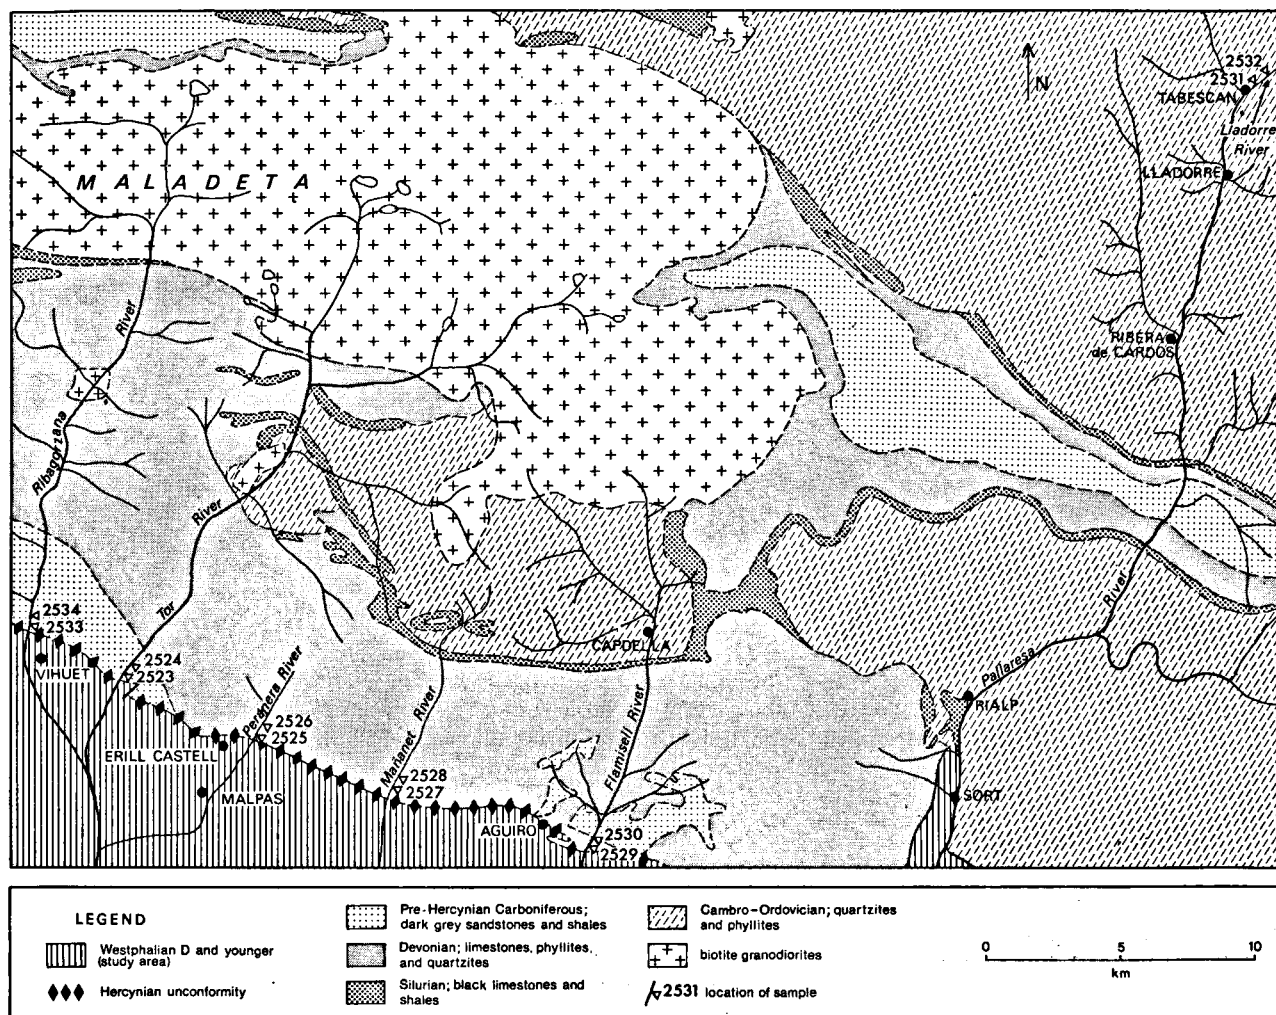 N
2532
2531
TABESCAN
Lladorre
River
LLADORRE
MALADETA
River
RIBERA
de CARDOS
Ribagorzana
River
River
Tor
2534
2533
VIHUET
2524
2523
CAPDELLA
Pallaresa
RIALP
Perenera River
2526
2525
ERILL CASTELL
Marianet River
Flamisell River
2528
2527
MALPAS
SORT
AGUIRO
2530
2529
LEGEND
Westphalian D and younger
(study area)
Hercynian unconformity
Pre-Hercynian Carboniferous;
dark grey sandstones and shales
Devonian; limestones, phyllites,
and quartzites
Silurian; black limestones and
shales
Cambro-Ordovician; quartzites
and phyllites
biotite granodiorites
2531 location of sample
0 5 10
km